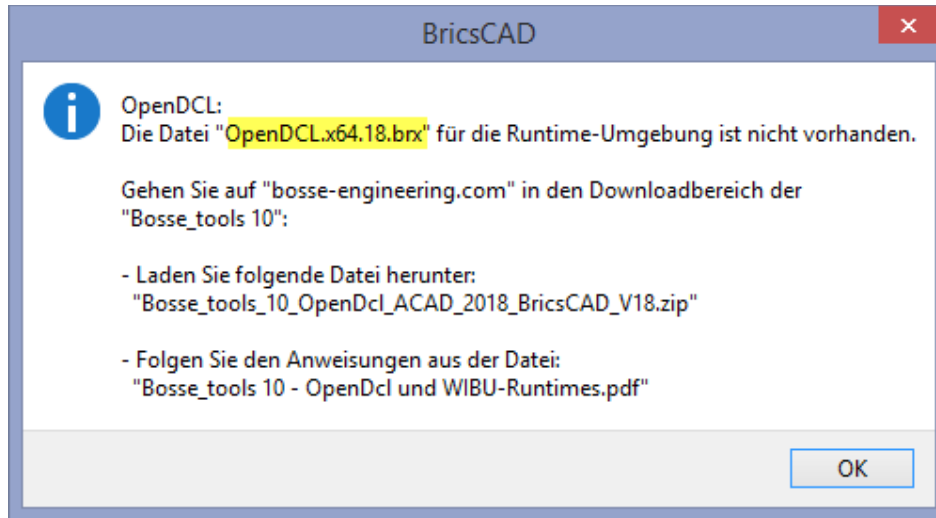 BricsCAD
OpenDCL:
Die Datei "OpenDCL.x64.18.brx" für die Runtime-Umgebung ist nicht vorhanden.
Gehen Sie auf "bosse-engineering.com" in den Downloadbereich der
"Bosse_tools 10":
- Laden Sie folgende Datei herunter:
"Bosse_tools_10_OpenDcl_ACAD_2018_BricsCAD_V18.zip"
- Folgen Sie den Anweisungen aus der Datei:
"Bosse_tools 10 - OpenDcl und WIBU-Runtimes.pdf"
OK